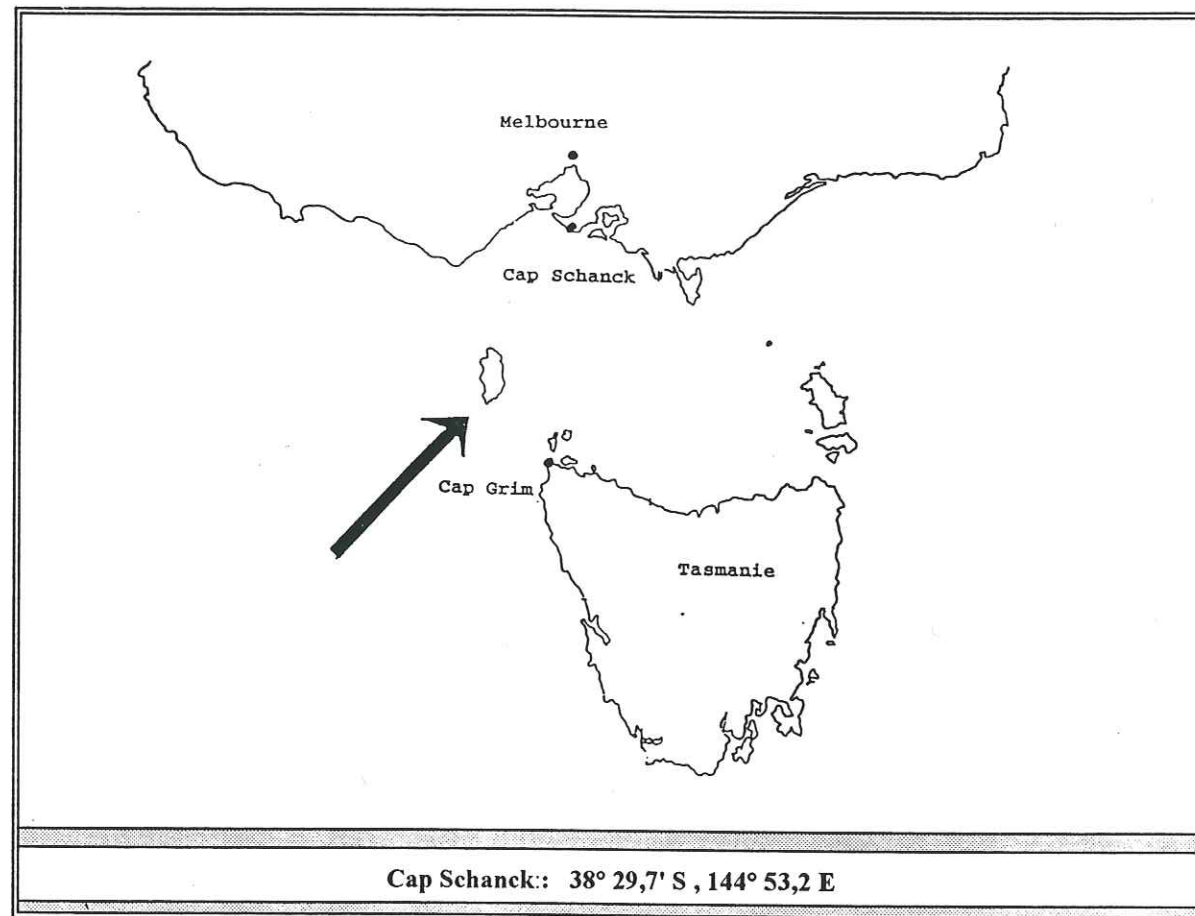 Melbourne
Cap Schanck
Cap Grim
Tasmanie
Cap Schanck:: 38° 29,7' S , 144° 53,2 E